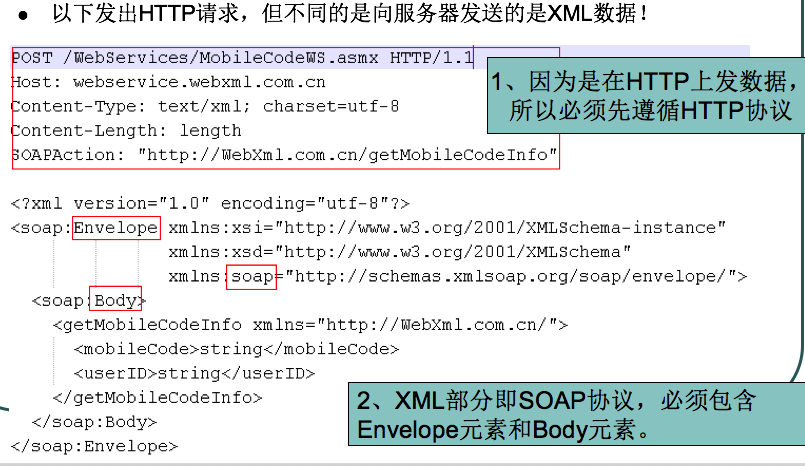 ● 以下发出HTTP请求，但不同的是向服务器发送的是XML数据！
POST /WebServices/MobileCodeWS.asmx HTTP/1.1
Host: webservice.webxml.com.cn
Content-Type: text/xml; charset=utf-8
Content-Length: length
SOAPAction: "http://WebXml.com.cn/getMobileCodeInfo"
1、因为是在HTTP上发数据，
所以必须先遵循HTTP协议
<?xml version="1.0" encoding="utf-8"?>
<soap:Envelope xmlns:xsi="http://www.w3.org/2001/XMLSchema-instance"
xmlns:xsd="http://www.w3.org/2001/XMLSchema"
xmlns:soap="http://schemas.xmlsoap.org/soap/envelope/">
<soap:Body>
<getMobileCodeInfo xmlns="http://WebXml.com.cn/">
<mobileCode>string</mobileCode>
<userID>string</userID>
</getMobileCodeInfo>
</soap:Body>
</soap:Envelope>
2、XML部分即SOAP协议，必须包含
Envelope元素和Body元素。